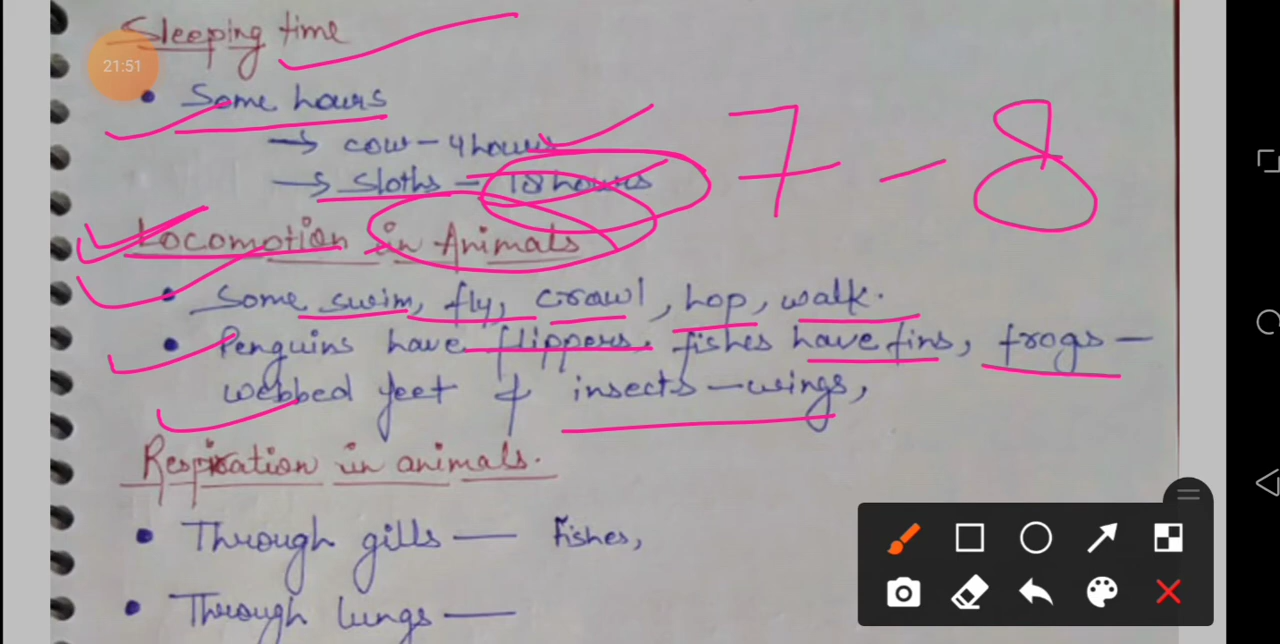 Sleeping time
21:51
• Some hours
→ cow - 4 hours
→ Sloths - 18 hours
7 - 8
Locomotion in Animals
• Some swim, fly, crawl, hop, walk.
• Penguins have flippers. fishes have fins, frogs —
webbed feet & insects - wings,
Respiration in animals.
• Through gills — Fishes,
• Through lungs —